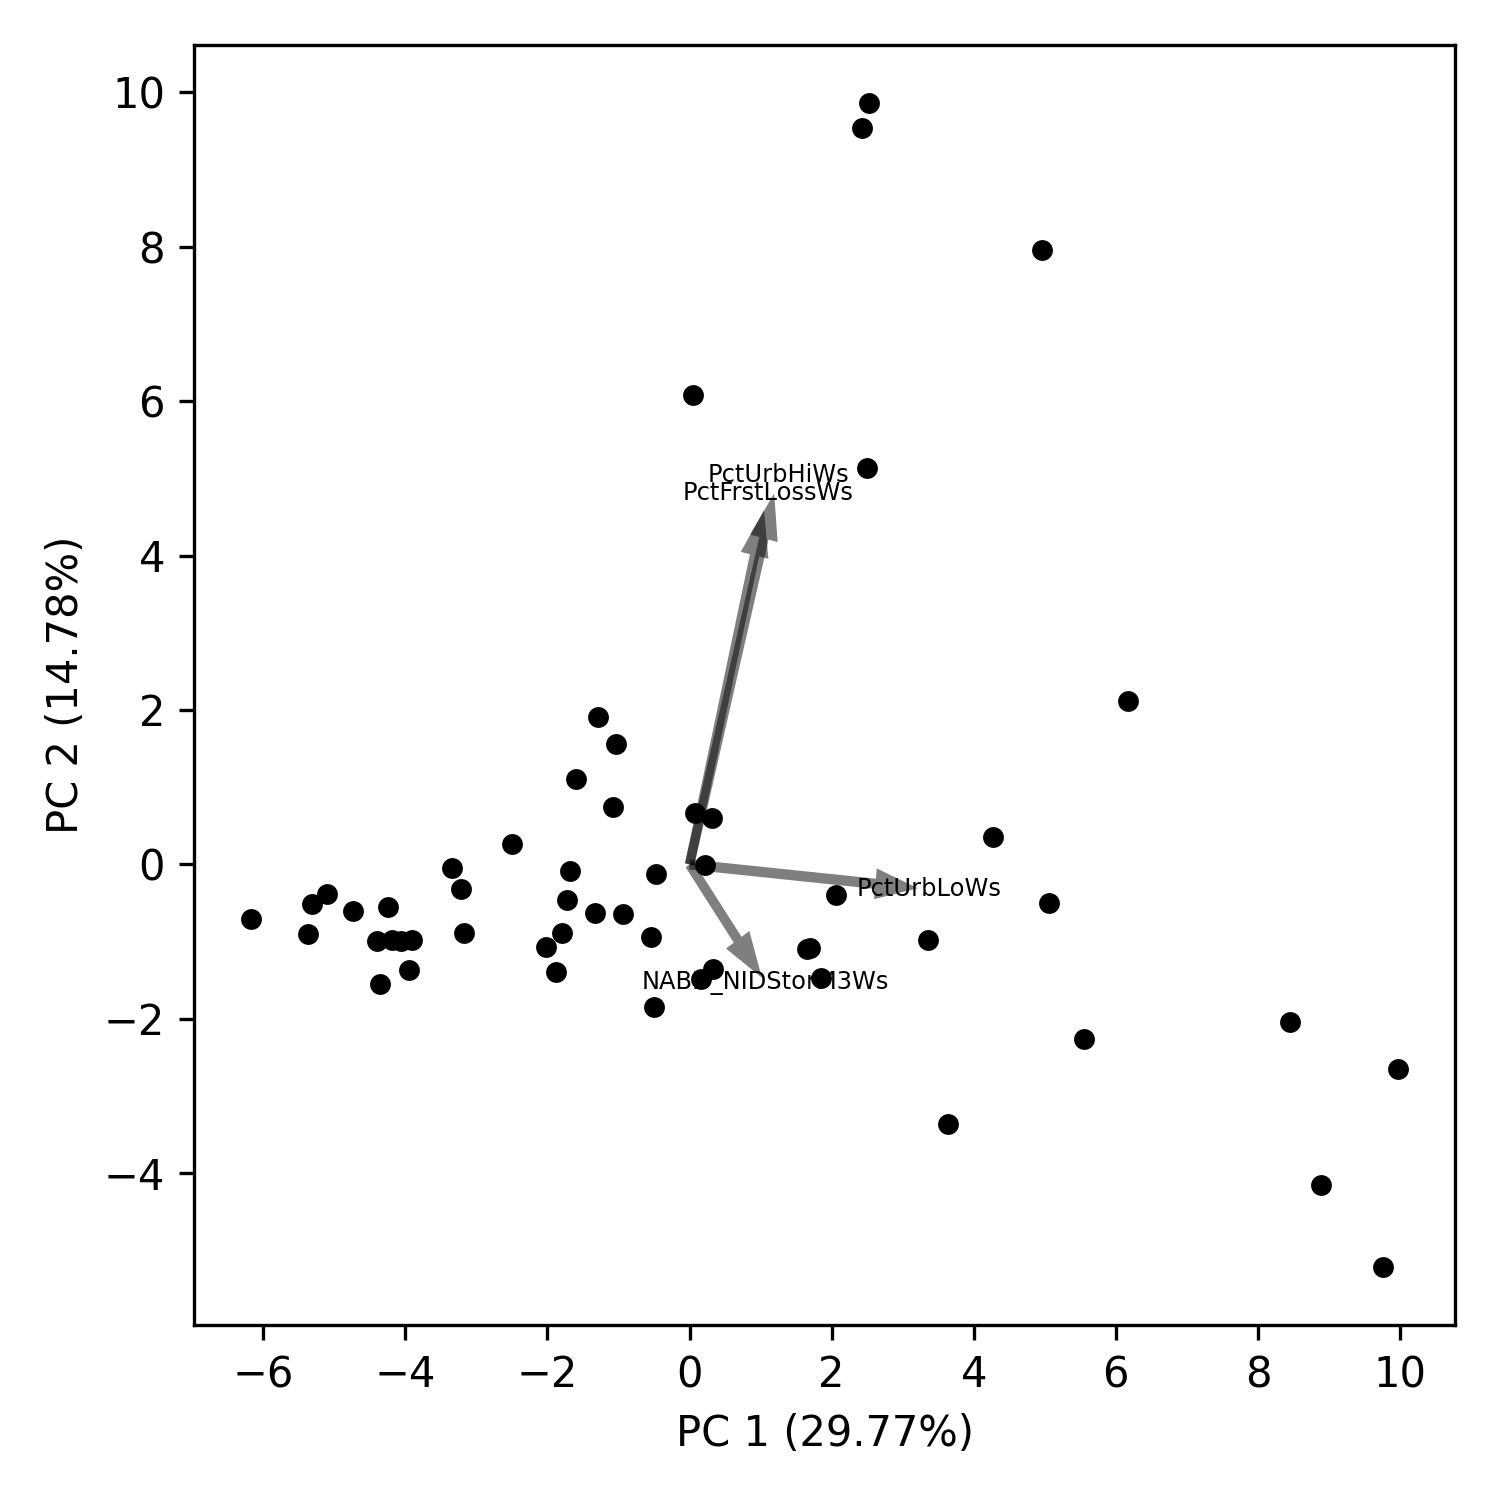 10
8
6
4
2
0
−2
−4
PC 2 (14.78%)
PctUrbHiWs
PctFrstLossWs
PctUrbLoWs
−6 −4 −2 0 2 4 6 8 10
PC 1 (29.77%)